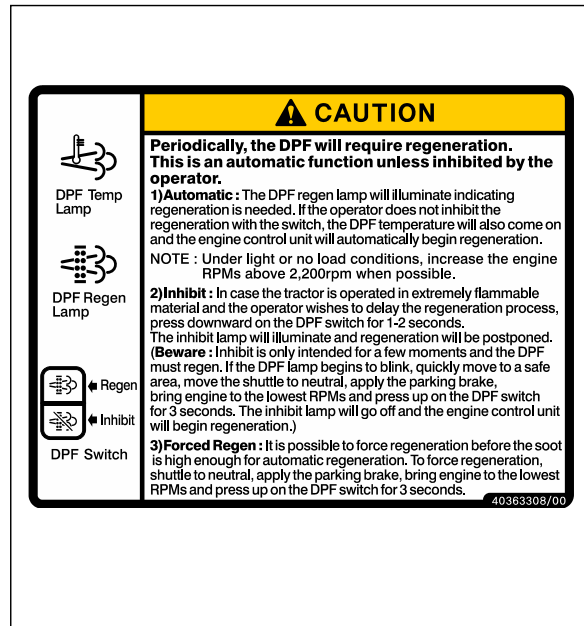 CAUTION
DPF Temp
Lamp
DPF Regen
Lamp
Regen
Inhibit
DPF Switch
Periodically, the DPF will require regeneration.
This is an automatic function unless inhibited by the
operator.
1)Automatic : The DPF regen lamp will illuminate indicating
regeneration is needed. If the operator does not inhibit the
regeneration with the switch, the DPF temperature will also come on
and the engine control unit will automatically begin regeneration.
NOTE : Under light or no load conditions, increase the engine
RPMs above 2,200rpm when possible.
2)Inhibit : In case the tractor is operated in extremely flammable
material and the operator wishes to delay the regeneration process,
press downward on the DPF switch for 1-2 seconds.
The inhibit lamp will illuminate and regeneration will be postponed.
(Beware : Inhibit is only intended for a few moments and the DPF
must regen. If the DPF lamp begins to blink, quickly move to a safe
area, move the shuttle to neutral, apply the parking brake,
bring engine to the lowest RPMs and press up on the DPF switch
for 3 seconds. The inhibit lamp will go off and the engine control unit
will begin regeneration.)
3)Forced Regen : It is possible to force regeneration before the soot
is high enough for automatic regeneration. To force regeneration,
shuttle to neutral, apply the parking brake, bring engine to the lowest
RPMs and press up on the DPF switch for 3 seconds.
40363308/00